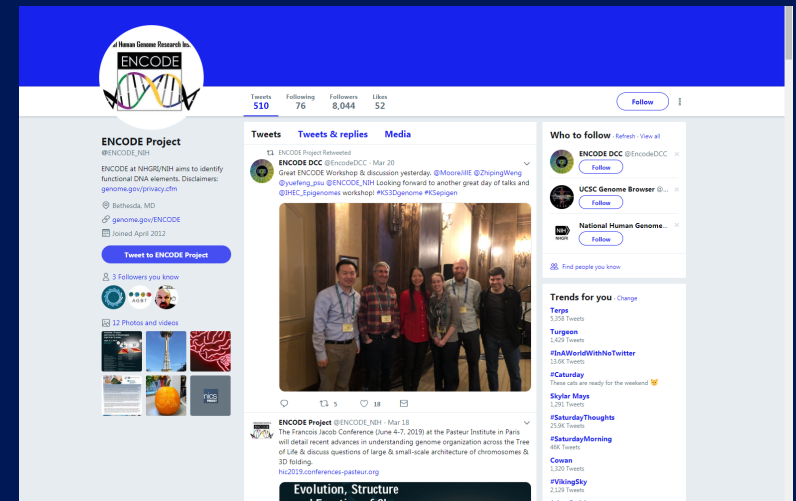 al Human Genome Research Ins
ENCODE
Tweets
510
Following
76
Followers
8,044
Likes
52
Follow
ENCODE Project
@ENCODE_NIH
ENCODE at NHGRI/NIH aims to identify
functional DNA elements. Disclaimers:
genome.gov/privacy.cfm
Bethesda, MD
genome.gov/ENCODE
Joined April 2012
Tweet to ENCODE Project
3 Followers you know
AGBT
12 Photos and videos
Tweets Tweets & replies Media
ENCODE Project Retweeted
ENCODE DCC @EncodeDCC · Mar 20
Great ENCODE Workshop & discussion yesterday. @MooreJillE @ZhipingWeng
@yuefeng_psu @ENCODE_NIH Looking forward to another great day of talks and
@IHEC_Epigenomes workshop! #KS3Dgenome #KSepigen
5
18
ENCODE Project @ENCODE_NIH · Mar 18
The Francois Jacob Conference (June 4-7, 2019) at the Pasteur Institute in Paris
will detail recent advances in understanding genome organization across the Tree
of Life & discuss questions of large & small-scale architecture of chromosomes &
3D folding.
hic2019.conferences-pasteur.org
Evolution, Structure
Who to follow · Refresh · View all
ENCODE DCC @EncodeDCC ×
Follow
UCSC Genome Browser @... ×
Follow
NIH
NHGRI
National Human Genome... ×
Follow
Find people you know
Trends for you · Change
Terps
5,358 Tweets
Turgeon
1,429 Tweets
#InAWorldWithNoTwitter
13.6K Tweets
#Caturday
These cats are ready for the weekend 😼
Skylar Mays
1,291 Tweets
#SaturdayThoughts
25.9K Tweets
#SaturdayMorning
46K Tweets
Cowan
1,320 Tweets
#VikingSky
2,129 Tweets